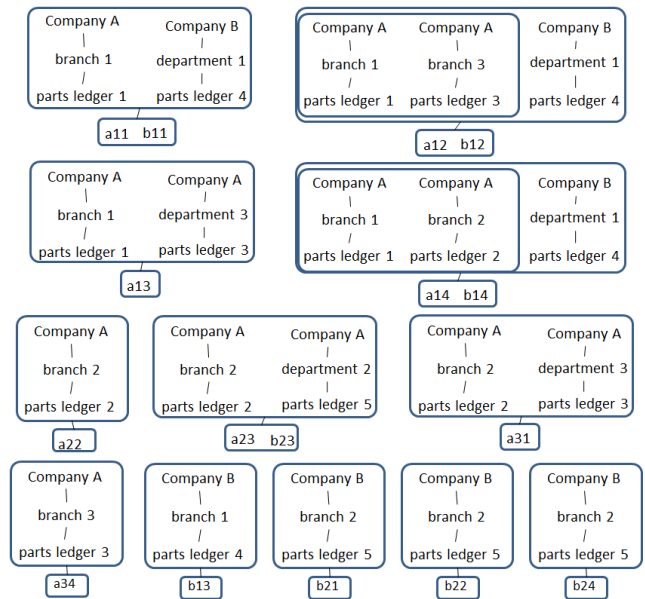 Company A Company B
branch 1 department 1
parts ledger 1 parts ledger 4
a11 b11
Company A Company A Company B
branch 1 branch 3 department 1
parts ledger 1 parts ledger 3 parts ledger 4
a12 b12
Company A Company A
branch 1 department 3
parts ledger 1 parts ledger 3
a13
Company A Company A Company B
branch 1 branch 2 department 1
parts ledger 1 parts ledger 2 parts ledger 4
a14 b14
Company A
branch 2
parts ledger 2
a22
Company A Company A
branch 2 department 2
parts ledger 2 parts ledger 5
a23 b23
Company A Company A
branch 2 department 3
parts ledger 2 parts ledger 3
a31
Company A
branch 3
parts ledger 3
a34
Company B
branch 1
parts ledger 4
b13
Company B
branch 2
parts ledger 5
b21
Company B
branch 2
parts ledger 5
b22
Company B
branch 2
parts ledger 5
b24